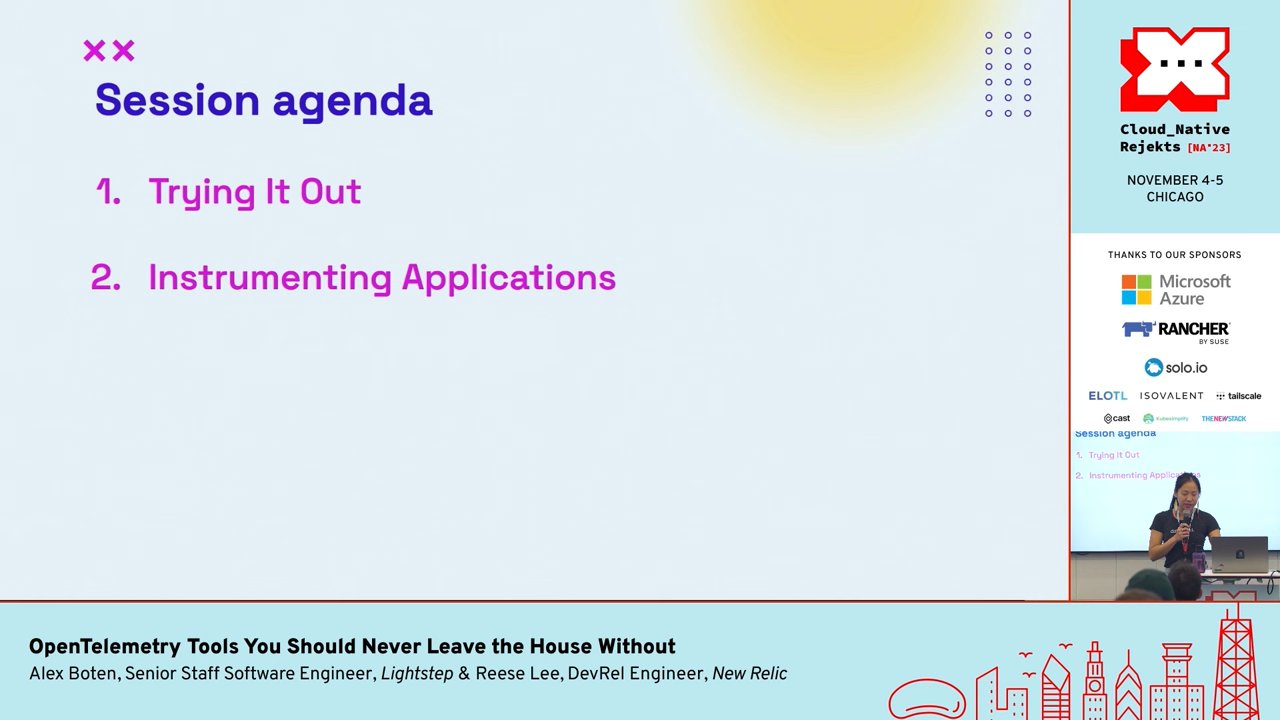 Session agenda
1. Trying It Out
2. Instrumenting Applications
Cloud_Native
Rejekts [NA'23]
NOVEMBER 4-5
CHICAGO
THANKS TO OUR SPONSORS
Microsoft
Azure
RANCHER
BY SUSE
solo.io
ELOTL ISOVALENT tailscale
cast kubesimplify THENEWSTACK
Session agenda
1. Trying It Out
2. Instrumenting Applications
OpenTelemetry Tools You Should Never Leave the House Without
Alex Boten, Senior Staff Software Engineer, Lightstep & Reese Lee, DevRel Engineer, New Relic